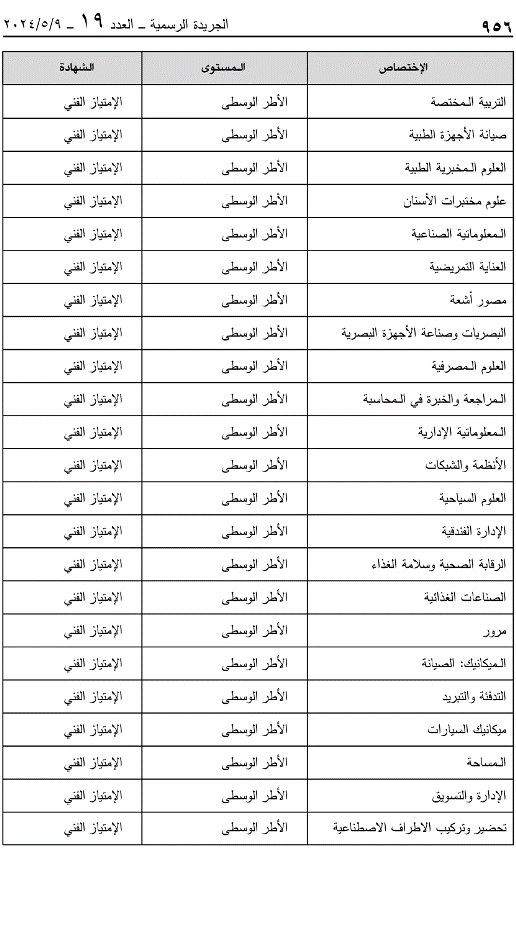 ٩٥٦ الجريدة الرسمية ـ العدد ١٩ ـ ٢٠٢٤/٥/٩
الإختصاص المستوى الشهادة
التربية المختصة الأطر الوسطى الإمتياز الفني
صيانة الأجهزة الطبية الأطر الوسطى الإمتياز الفني
العلوم المخبرية الطبية الأطر الوسطى الإمتياز الفني
علوم مختبرات الأسنان الأطر الوسطى الإمتياز الفني
المعلوماتية الصناعية الأطر الوسطى الإمتياز الفني
العناية التمريضية الأطر الوسطى الإمتياز الفني
مصور أشعة الأطر الوسطى الإمتياز الفني
البصريات وصناعة الأجهزة البصرية الأطر الوسطى الإمتياز الفني
العلوم المصرفية الأطر الوسطى الإمتياز الفني
المراجعة والخبرة في المحاسبة الأطر الوسطى الإمتياز الفني
المعلوماتية الإدارية الأطر الوسطى الإمتياز الفني
الأنظمة والشبكات الأطر الوسطى الإمتياز الفني
العلوم السياحية الأطر الوسطى الإمتياز الفني
الإدارة الفندقية الأطر الوسطى الإمتياز الفني
الرقابة الصحية وسلامة الغذاء الأطر الوسطى الإمتياز الفني
الصناعات الغذائية الأطر الوسطى الإمتياز الفني
مرور الأطر الوسطى الإمتياز الفني
الميكانيك: الصيانة الأطر الوسطى الإمتياز الفني
التدفئة والتبريد الأطر الوسطى الإمتياز الفني
ميكانيك السيارات الأطر الوسطى الإمتياز الفني
المساحة الأطر الوسطى الإمتياز الفني
الإدارة والتسويق الأطر الوسطى الإمتياز الفني
تحضير وتركيب الاطراف الاصطناعية الأطر الوسطى الإمتياز الفني